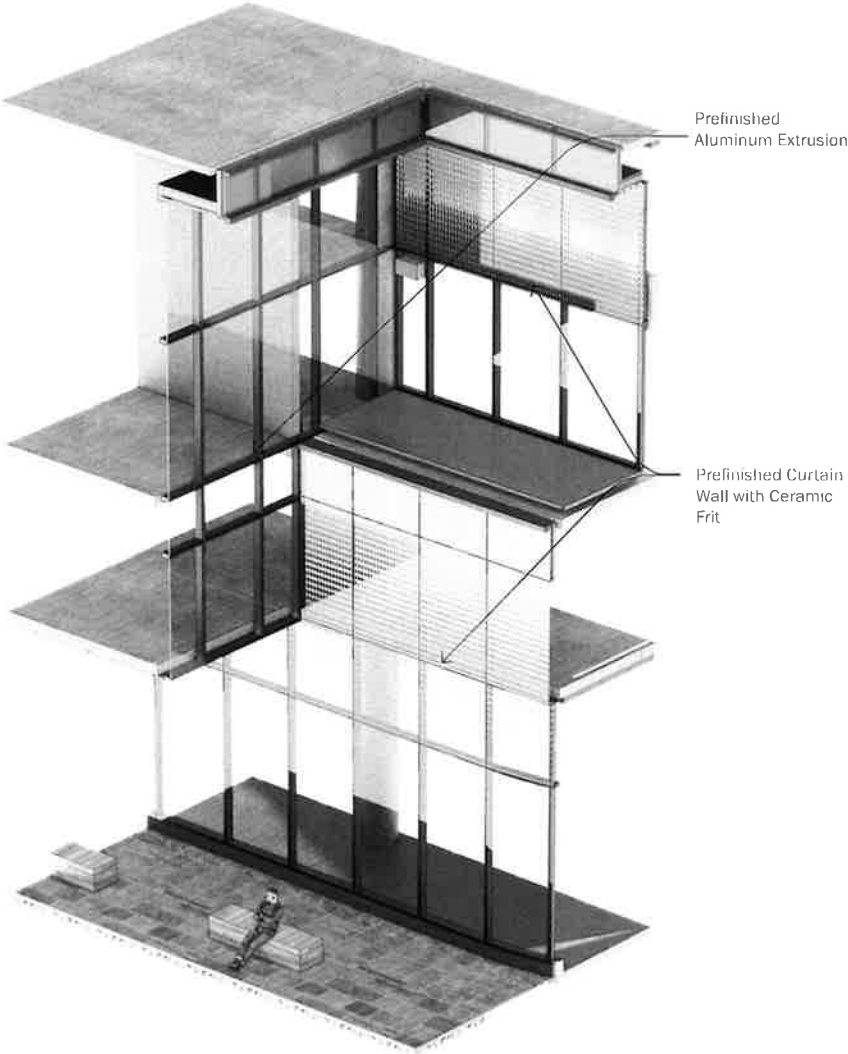 Prefinished
Aluminum Extrusion
Prefinished Curtain
Wall with Ceramic
Frit